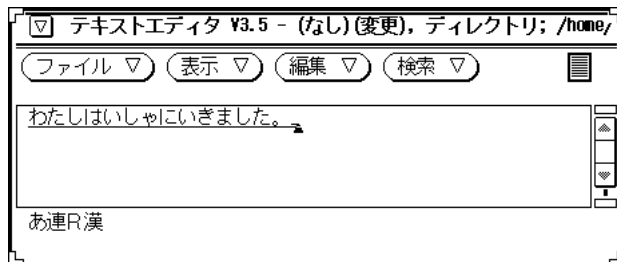 テキストエディタ V3.5 - (なし)(変更), ディレクトリ; /home/
ファイル ▽ 表示 ▽ 編集 ▽ 検索 ▽
わたしはいしゃにいきました。
あ連R漢